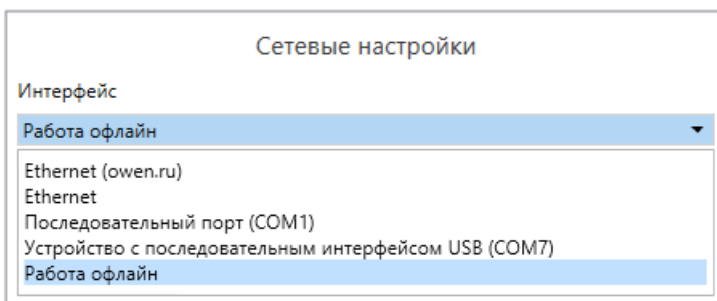 Сетевые настройки
Интерфейс
Работа офлайн
Ethernet (owen.ru)
Ethernet
Последовательный порт (COM1)
Устройство с последовательным интерфейсом USB (COM7)
Работа офлайн